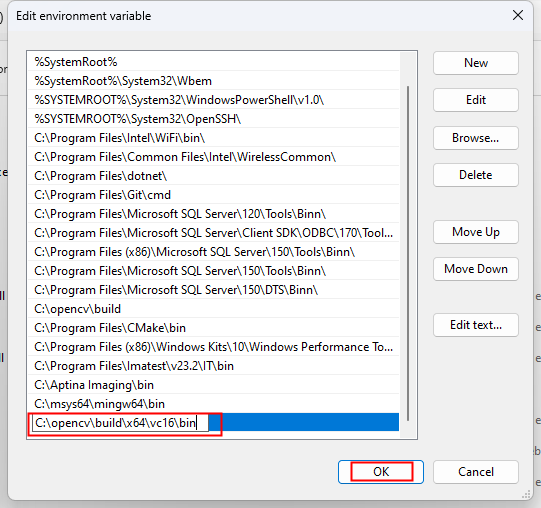 Edit environment variable
%SystemRoot%
%SystemRoot%\System32\Wbem
%SYSTEMROOT%\System32\WindowsPowerShell\v1.0\
%SYSTEMROOT%\System32\OpenSSH\
C:\Program Files\Intel\WiFi\bin\
C:\Program Files\Common Files\Intel\WirelessCommon\
C:\Program Files\dotnet\
C:\Program Files\Git\cmd
C:\Program Files\Microsoft SQL Server\120\Tools\Binn\
C:\Program Files\Microsoft SQL Server\Client SDK\ODBC\170\Tool...
C:\Program Files (x86)\Microsoft SQL Server\150\Tools\Binn\
C:\Program Files\Microsoft SQL Server\150\Tools\Binn\
C:\Program Files\Microsoft SQL Server\150\DTS\Binn\
C:\opencv\build
C:\Program Files\CMake\bin
C:\Program Files (x86)\Windows Kits\10\Windows Performance To...
C:\Program Files\Imatest\v23.2\IT\bin
C:\Aptina Imaging\bin
C:\msys64\mingw64\bin
C:\opencv\build\x64\vc16\bin
New
Edit
Browse...
Delete
Move Up
Move Down
Edit text...
OK
Cancel